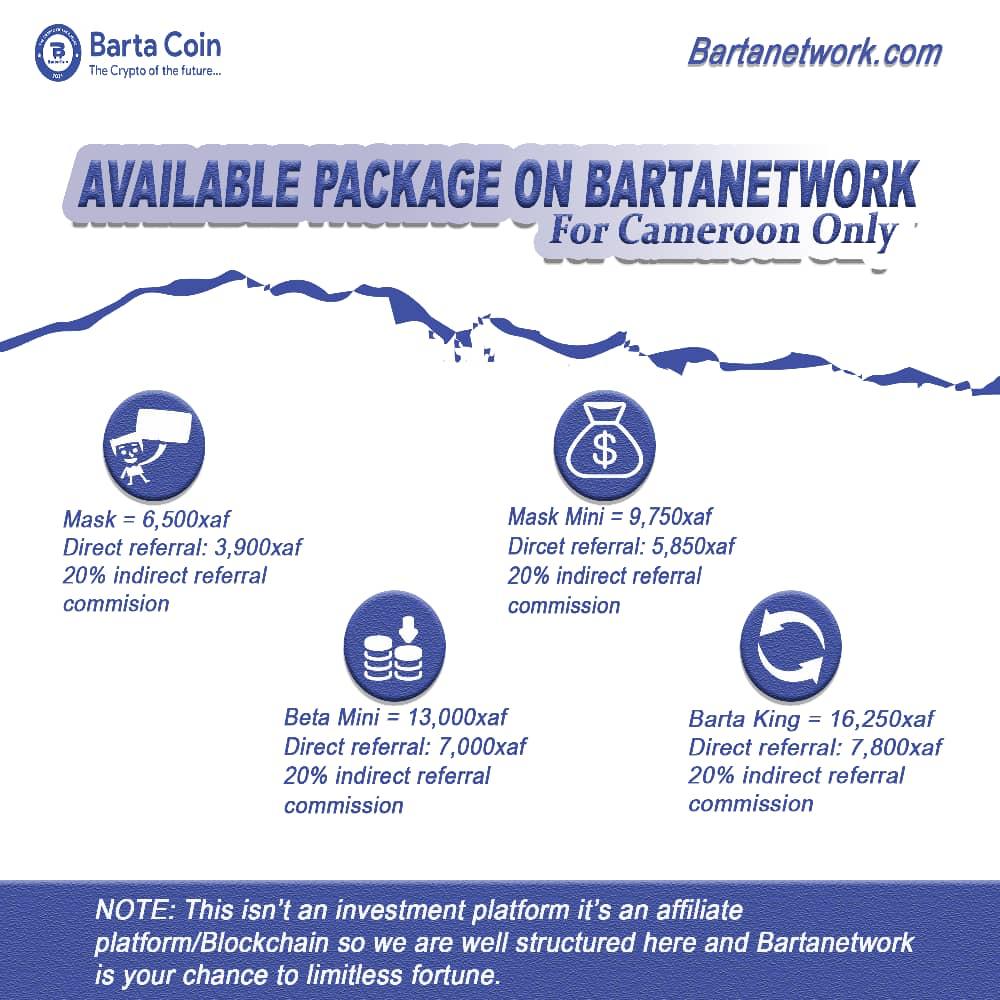 Barta Coin
The Crypto of the future...
Bartanetwork.com
AVAILABLE PACKAGE ON BARTANETWORK
For Cameroon Only
Mask = 6,500xaf
Direct referral: 3,900xaf
20% indirect referral
commision
Mask Mini = 9,750xaf
Dircet referral: 5,850xaf
20% indirect referral
commission
Beta Mini = 13,000xaf
Direct referral: 7,000xaf
20% indirect referral
commission
Barta King = 16,250xaf
Direct referral: 7,800xaf
20% indirect referral
commission
NOTE: This isn't an investment platform it's an affiliate
platform/Blockchain so we are well structured here and Bartanetwork
is your chance to limitless fortune.